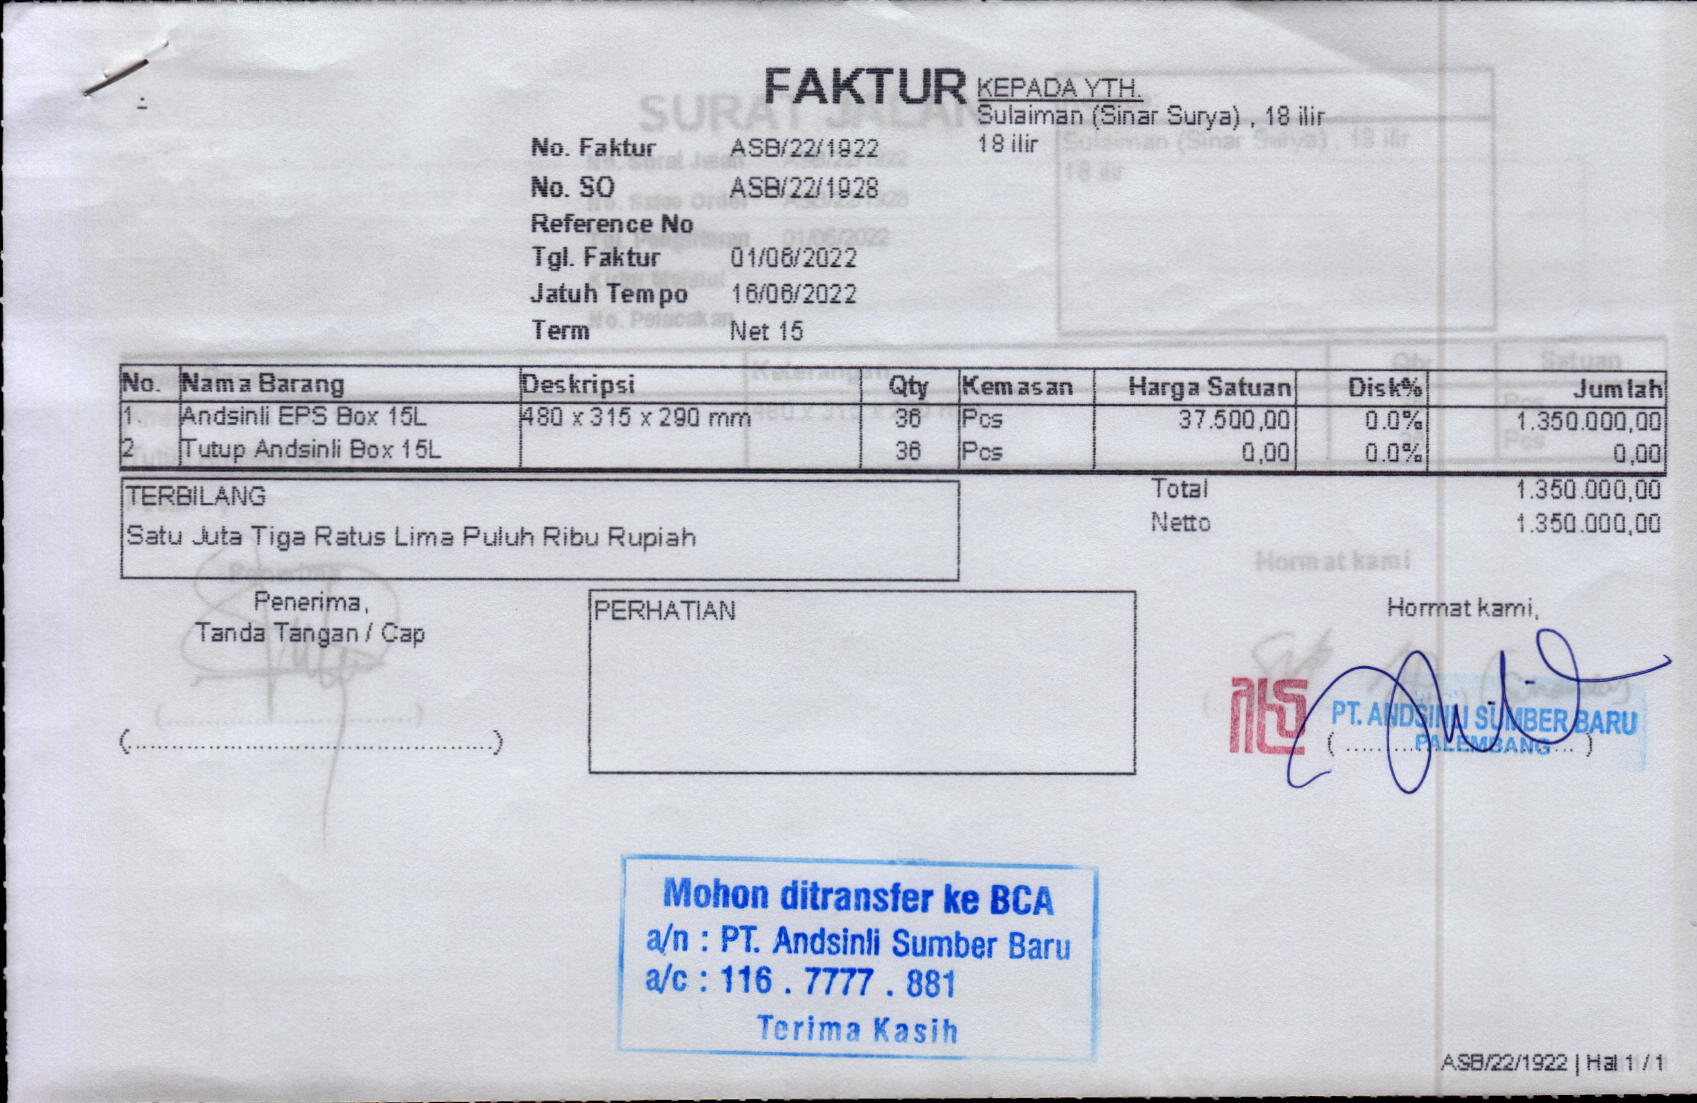 FAKTUR
KEPADA YTH.
Sulaiman (Sinar Surya) , 18 ilir
18 ilir
No. Faktur ASB/22/1922
No. SO ASB/22/1928
Reference No
Tgl. Faktur 01/06/2022
Jatuh Tempo 16/06/2022
Term Net 15
No. Nama Barang Deskripsi Qty Kemasan Harga Satuan Disk% Jumlah
1. Andsinli EPS Box 15L 480 x 315 x 290 mm 36 Pcs 37.500,00 0.0% 1.350.000,00
2 Tutup Andsinli Box 15L 36 Pcs 0,00 0.0% 0,00
Total 1.350.000,00
Netto 1.350.000,00
TERBILANG
Satu Juta Tiga Ratus Lima Puluh Ribu Rupiah
Penerima,
Tanda Tangan / Cap
(................................................)
PERHATIAN
Hormat kami,
PT. ANDSINLI SUMBER BARU
PALEMBANG
Mohon ditransfer ke BCA
a/n : PT. Andsinli Sumber Baru
a/c : 116 . 7777 . 881
Terima Kasih
ASB/22/1922 | Hal 1 / 1